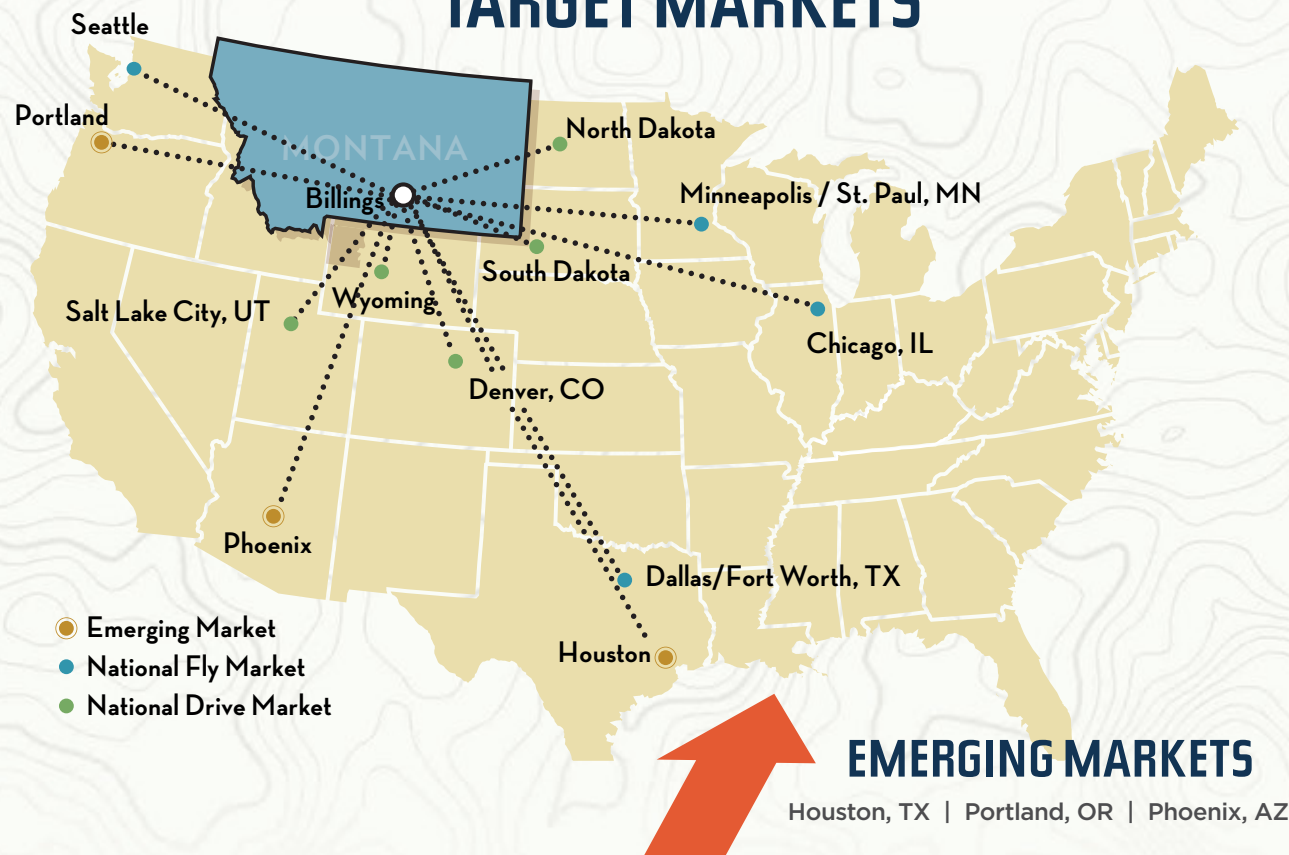 TARGET MARKETS
Seattle
Portland
MONTANA
North Dakota
Billings
Minneapolis / St. Paul, MN
South Dakota
Wyoming
Salt Lake City, UT
Chicago, IL
Denver, CO
Phoenix
Dallas/Fort Worth, TX
Emerging Market
Houston
National Fly Market
National Drive Market
EMERGING MARKETS
Houston, TX | Portland, OR | Phoenix, AZ